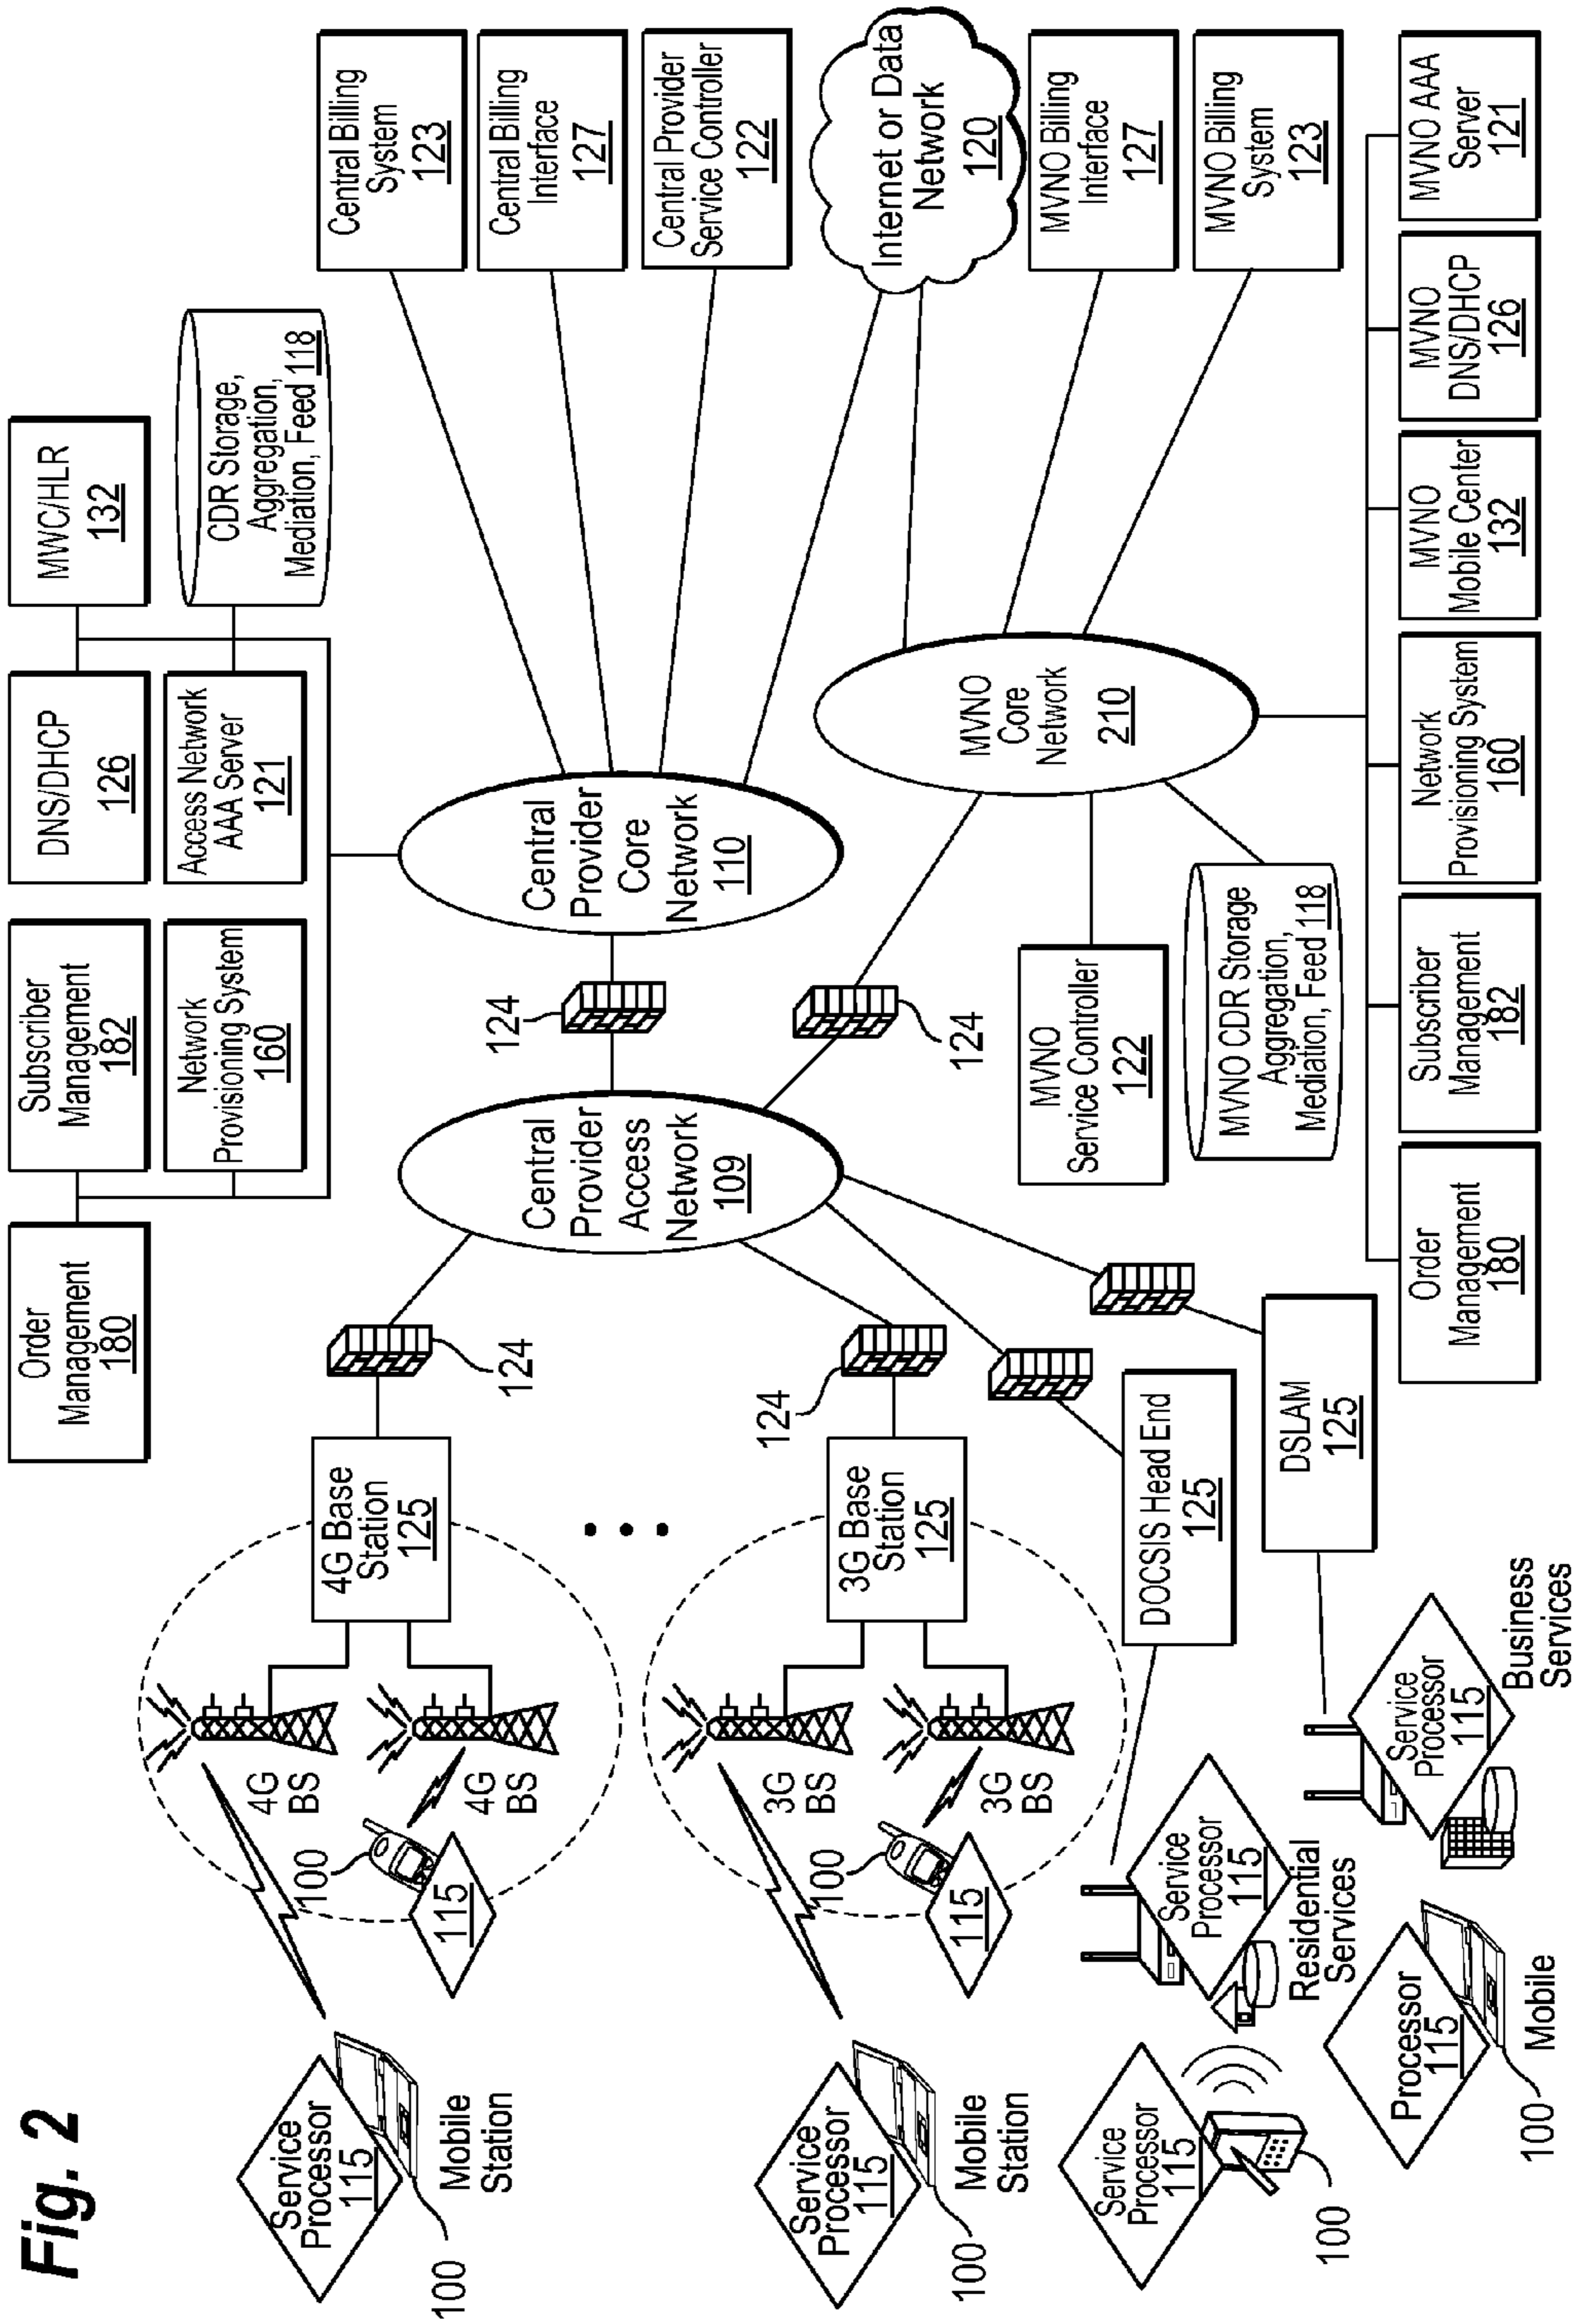 Fig. 2
Order
Management
180
Subscriber
Management
182
DNS/DHCP
126
MWC/HLR
132
Network
Provisioning System
160
Access Network
AAA Server
121
CDR Storage,
Aggregation,
Mediation, Feed 118
Central Billing
System
123
Central Billing
Interface
127
Central Provider
Service Controller
122
Internet or Data
Network
120
MVNO Billing
Interface
127
MVNO Billing
System
123
Central
Provider
Core
Network
110
MVNO
Core
Network
210
Central
Provider
Access
Network
109
124
124
124
124
4G Base
Station
125
4G
BS
4G
BS
100
115
Service
Processor
115
100
Mobile
Station
3G Base
Station
125
3G
BS
3G
BS
100
115
Service
Processor
115
100
Mobile
Station
MVNO
Service Controller
122
MVNO CDR Storage
Aggregation,
Mediation, Feed 118
DOCSIS Head End
125
DSLAM
125
Service
Processor
115
100
Service
Processor
115
Residential
Services
Service
Processor
115
Business
Services
Processor
115
100
Mobile
Order
Management
180
Subscriber
Management
182
Network
Provisioning System
160
MVNO
Mobile Center
132
MVNO
DNS/DHCP
126
MVNO AAA
Server
121